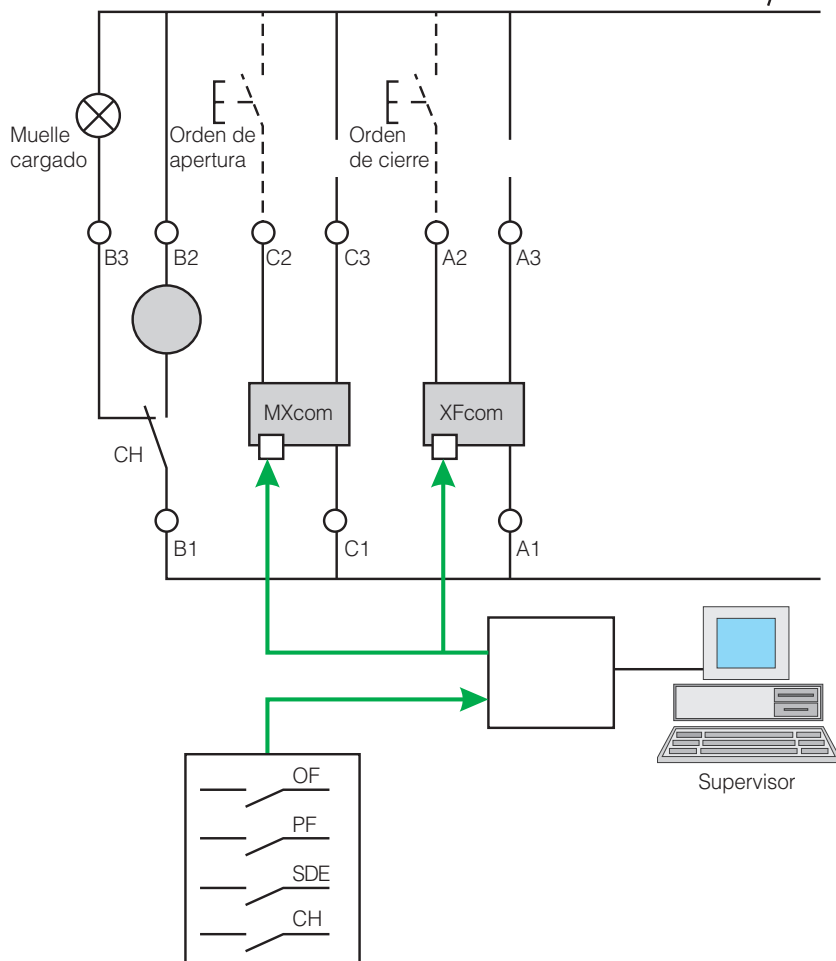 Muelle
cargado
Orden de
apertura
Orden
de cierre
B3
B2
C2
C3
A2
A3
MXcom
XFcom
CH
B1
C1
A1
Supervisor
OF
PF
SDE
CH